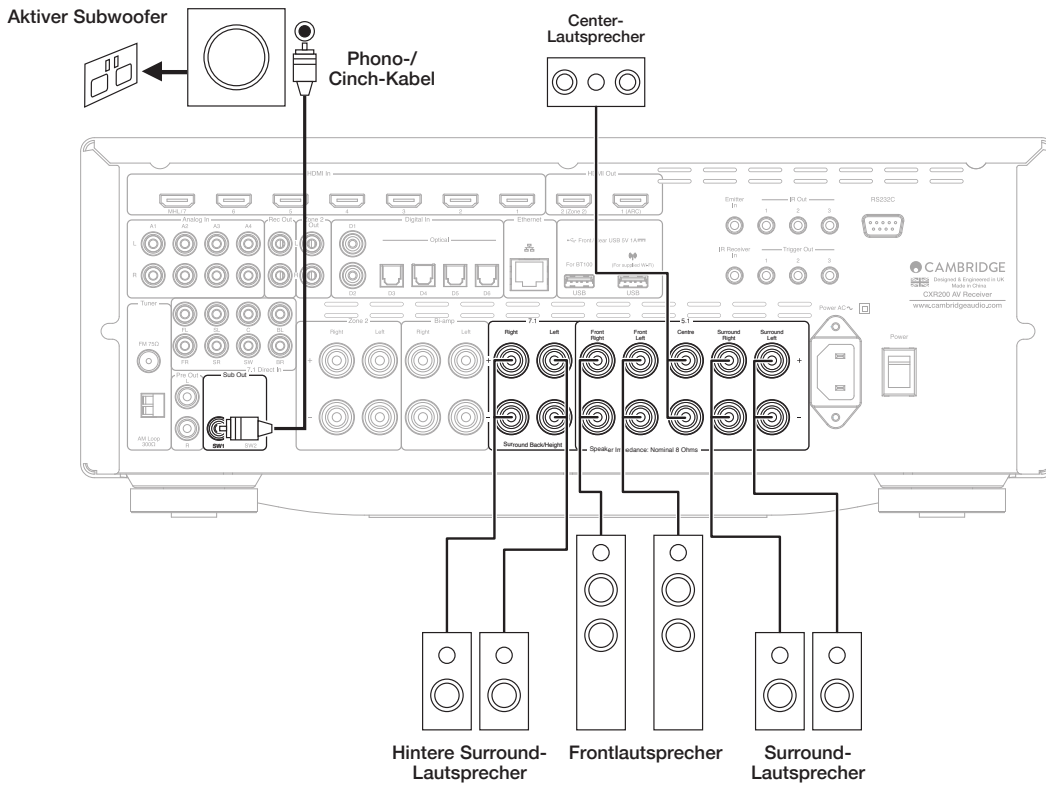 Aktiver Subwoofer
Phono-/
Cinch-Kabel
Center-
Lautsprecher
HDMI In
HDMI Out
MHL/7
6
5
4
3
2
1
2 (Zone 2)
1 (ARC)
Emitter
In
IR Out
1
2
3
RS232C
Analog In
Rec Out
Zone 2
Out
Digital In
Ethernet
A1
A2
A3
A4
D1
Optical
L
R
For BT100
(For supplied Wi-Fi)
D2
D3
D4
D5
D6
USB
USB
IR Receiver
In
Trigger Out
1
2
3
CAMBRIDGE
Designed & Engineered in UK
Made in China
CXR200 AV Receiver
www.cambridgeaudio.com
Tuner
FL
SL
C
BL
FR
SR
SW
BR
7.1 Direct In
FM 75Ω
AM Loop
300Ω
Pre Out
L
R
Sub Out
SW1
SW2
Zone 2
Right
Left
Bi-amp
Right
Left
7.1
Right
Left
5.1
Front
Right
Front
Left
Centre
Surround
Right
Surround
Left
+
+
+
-
-
-
Surround Back/Height
Speaker Impedance: Nominal 8 Ohms
Power AC
Power
Hintere Surround-
Lautsprecher
Frontlautsprecher
Surround-
Lautsprecher